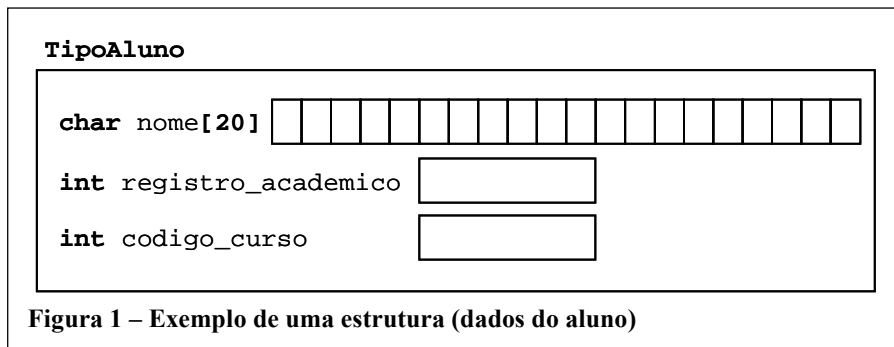 TipoAluno
char nome[20]
int registro_academico
int codigo_curso
Figura 1 – Exemplo de uma estrutura (dados do aluno)